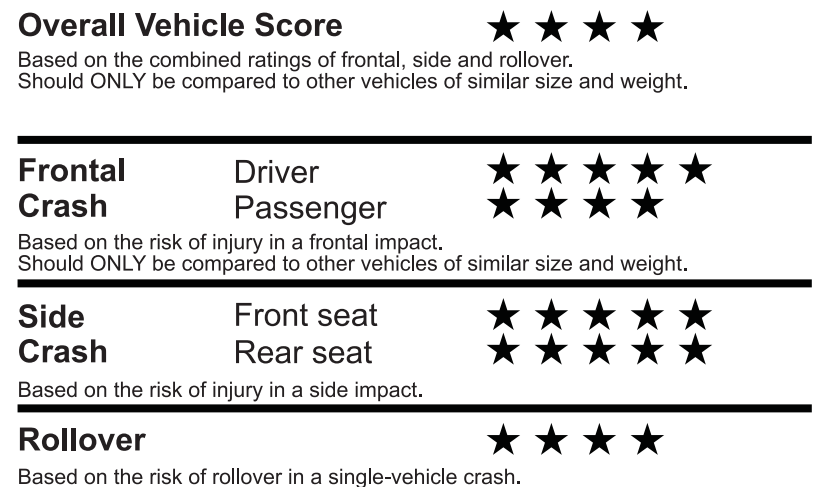 Overall Vehicle Score ★ ★ ★ ★
Based on the combined ratings of frontal, side and rollover.
Should ONLY be compared to other vehicles of similar size and weight.
Frontal Driver ★ ★ ★ ★ ★
Crash Passenger ★ ★ ★ ★
Based on the risk of injury in a frontal impact.
Should ONLY be compared to other vehicles of similar size and weight.
Side Front seat ★ ★ ★ ★ ★
Crash Rear seat ★ ★ ★ ★ ★
Based on the risk of injury in a side impact.
Rollover ★ ★ ★ ★
Based on the risk of rollover in a single-vehicle crash.